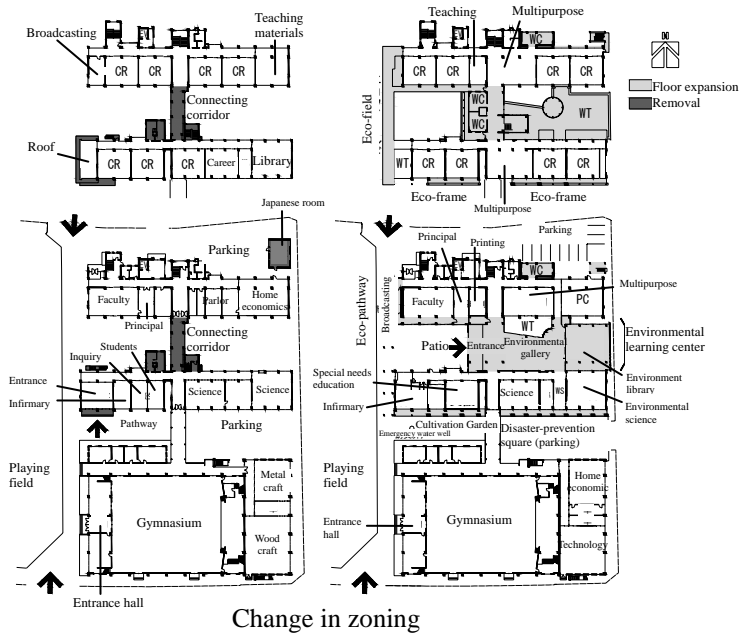 Broadcasting
Teaching
materials
EV
CR
CR
CR
CR
Connecting
corridor
Roof
CR
CR
CR
Career
Library
Teaching
Multipurpose
EV
WC
CR
CR
CR
CR
WC
WC
WT
Eco-field
WT
CR
CR
CR
CR
Eco-frame
Eco-frame
Multipurpose
Floor expansion
Removal
Japanese room
Parking
EV
Faculty
Principal
Parlor
Home
economics
Connecting
corridor
Students
Inquiry
Entrance
Infirmary
Science
Science
Pathway
Parking
Playing
field
Gymnasium
Metal
craft
Wood
craft
Entrance hall
Parking
Principal
Printing
EV
WC
Multipurpose
Broadcasting
Faculty
PC
Eco-pathway
WT
Patio
Entrance
Environmental
gallery
Environmental
learning center
Special needs
education
Environment
library
Infirmary
Science
WS
Environmental
science
Cultivation Garden
Emergency water well
Disaster-prevention
square (parking)
Playing
field
Entrance
hall
Gymnasium
Home
economic
Technology
Change in zoning